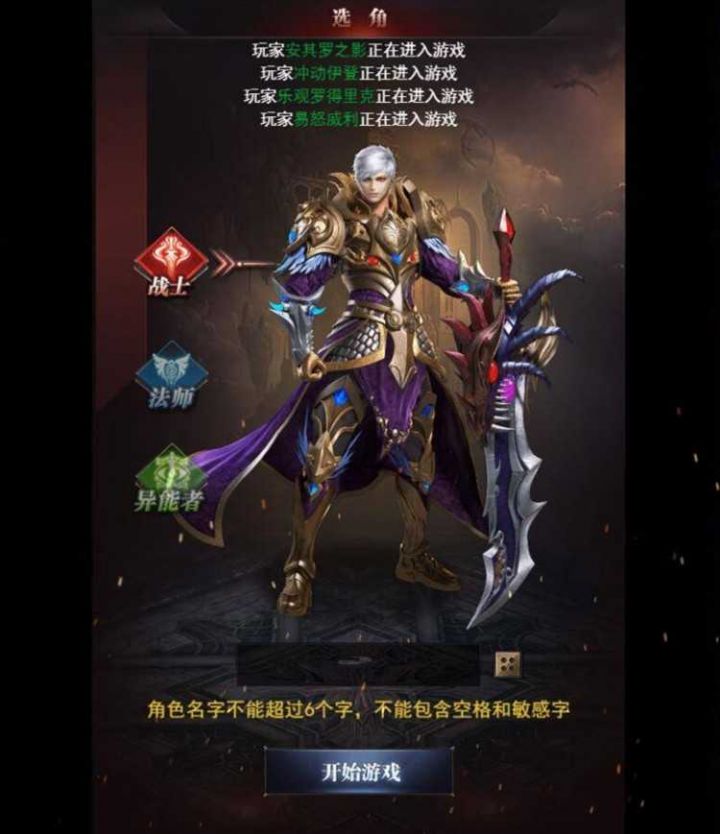 选角
玩家安其罗之影正在进入游戏
玩家冲动伊登正在进入游戏
玩家乐观罗得里克正在进入游戏
玩家易怒威利正在进入游戏
战士
法师
异能者
角色名字不能超过6个字，不能包含空格和敏感字
开始游戏